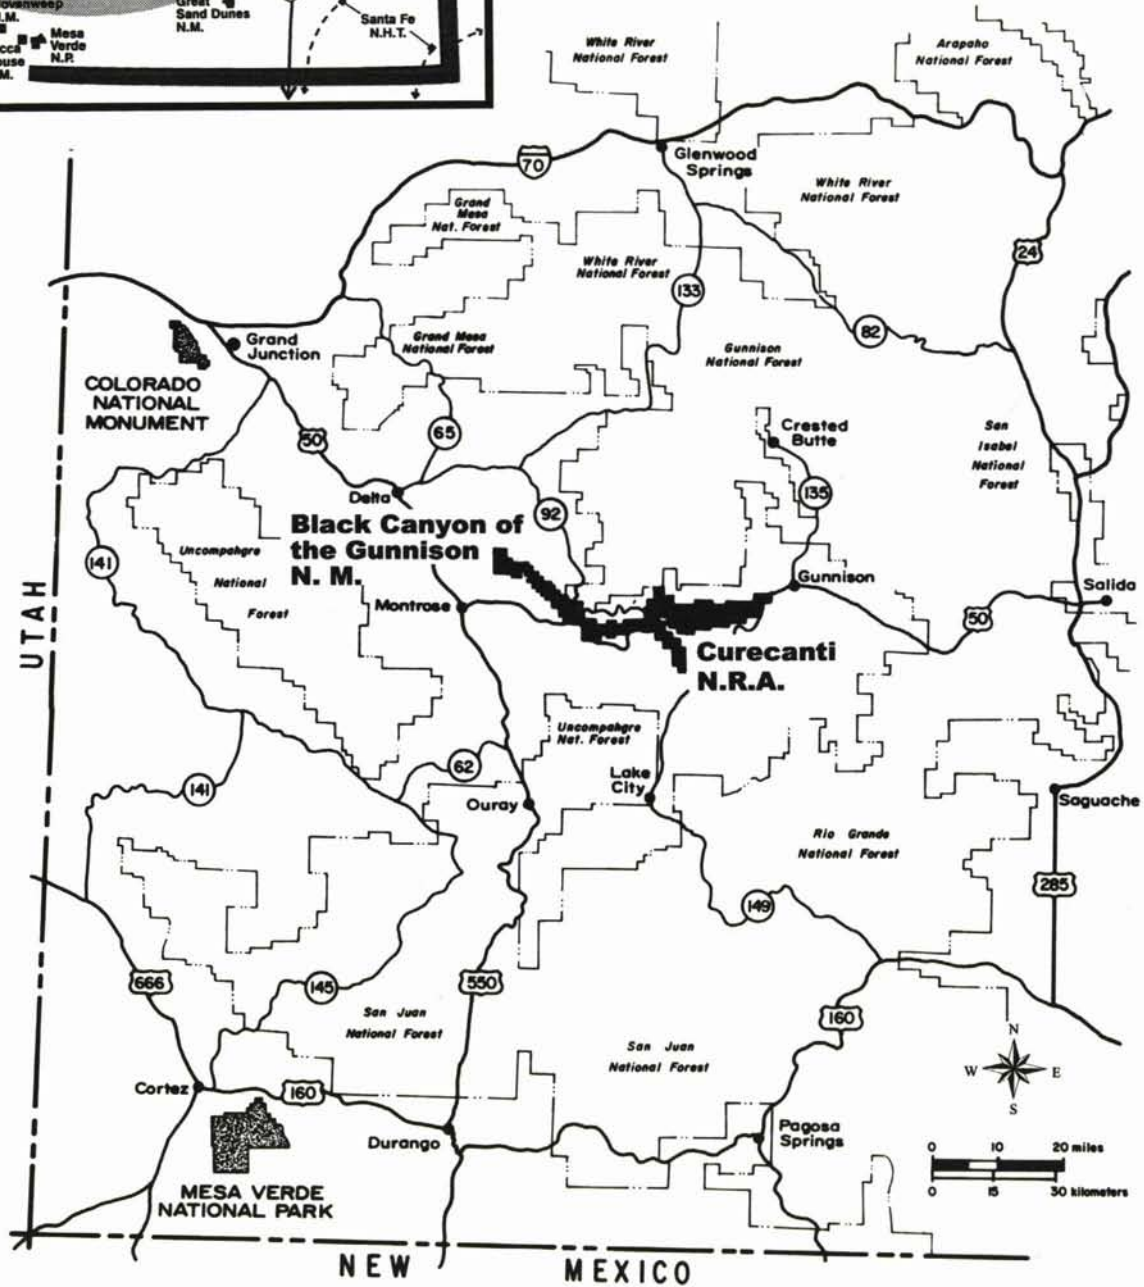 Great
Sand Dunes
N.M.
Santa Fe
N.H.T.
Mesa
Verde
N.P.
White River
National Forest
Arapaho
National Forest
70
Glenwood
Springs
White River
National Forest
Grand
Mesa
Nat. Forest
White River
National Forest
24
133
82
Grand
Junction
Grand Mesa
National Forest
Gunnison
National Forest
COLORADO
NATIONAL
MONUMENT
50
65
Crested
Butte
San
Isabel
National
Forest
135
Delta
92
Black Canyon of
the Gunnison
N. M.
141
Uncompahgre
National
Forest
Gunnison
Salida
Montrose
50
UTAH
Curecanti
N.R.A.
Uncompahgre
Nat. Forest
62
Lake
City
141
Ouray
Saguache
Rio Grande
National Forest
285
149
666
145
550
San Juan
National Forest
160
San Juan
National Forest
N
W
E
S
Cortez
160
Durango
Pagosa
Springs
0 10 20 miles
0 15 30 kilometers
MESA VERDE
NATIONAL PARK
NEW MEXICO